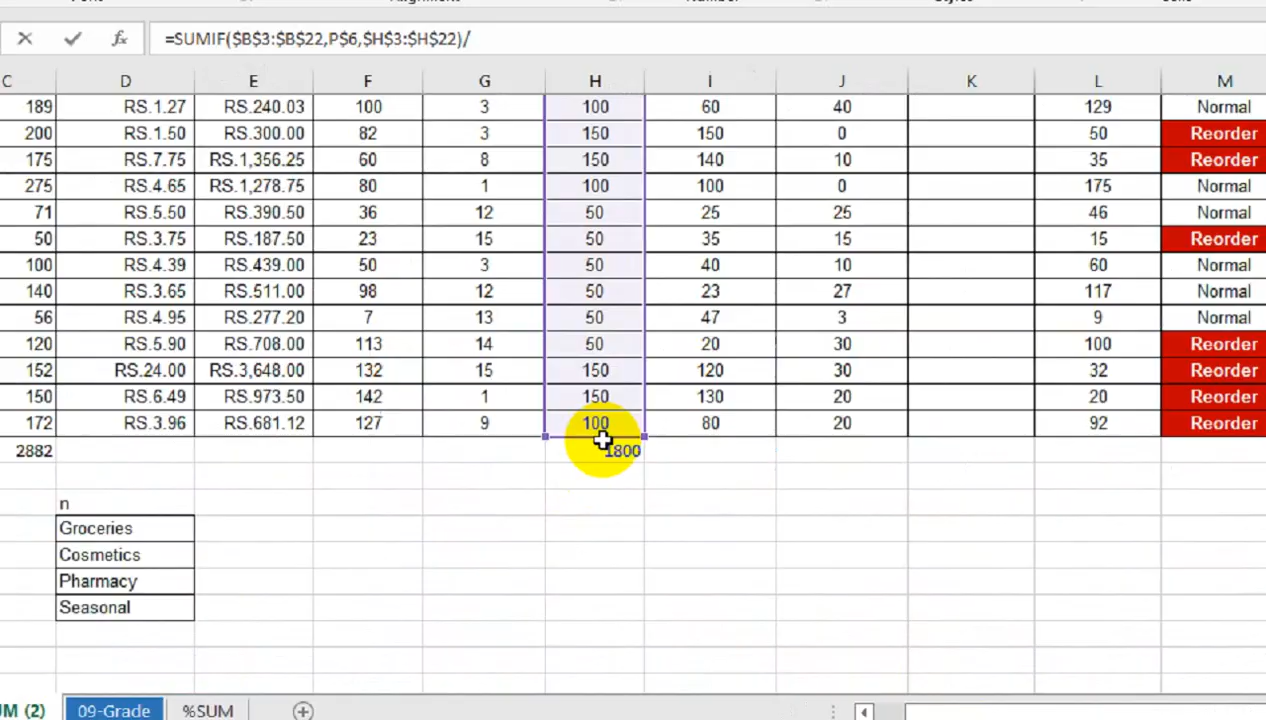 =SUMIF($B$3:$B$22,P$6,$H$3:$H$22)/
C D E F G H I J K L M
189 RS.1.27 RS.240.03 100 3 100 60 40 129 Normal
200 RS.1.50 RS.300.00 82 3 150 150 0 50 Reorder
175 RS.7.75 RS.1,356.25 60 8 150 140 10 35 Reorder
275 RS.4.65 RS.1,278.75 80 1 100 100 0 175 Normal
71 RS.5.50 RS.390.50 36 12 50 25 25 46 Normal
50 RS.3.75 RS.187.50 23 15 50 35 15 15 Reorder
100 RS.4.39 RS.439.00 50 3 50 40 10 60 Normal
140 RS.3.65 RS.511.00 98 12 50 23 27 117 Normal
56 RS.4.95 RS.277.20 7 13 50 47 3 9 Normal
120 RS.5.90 RS.708.00 113 14 50 20 30 100 Reorder
152 RS.24.00 RS.3,648.00 132 15 150 120 30 32 Reorder
150 RS.6.49 RS.973.50 142 1 150 130 20 20 Reorder
172 RS.3.96 RS.681.12 127 9 100 80 20 92 Reorder
2882 1800
n
Groceries
Cosmetics
Pharmacy
Seasonal
UM (2) 09-Grade %SUM